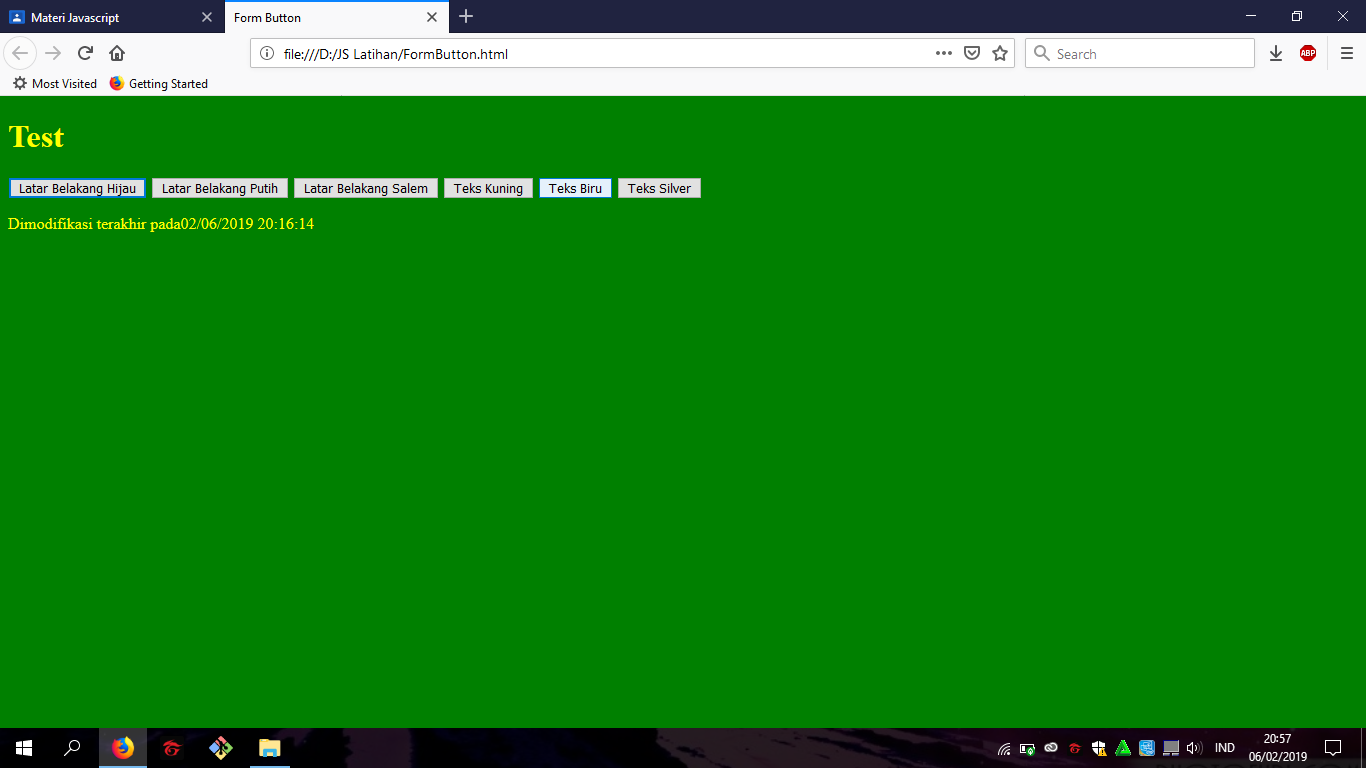 Materi Javascript
Form Button
file:///D:/JS Latihan/FormButton.html
Search
ABP
Most Visited
Getting Started
Test
Latar Belakang Hijau Latar Belakang Putih Latar Belakang Salem Teks Kuning Teks Biru Teks Silver
Dimodifikasi terakhir pada02/06/2019 20:16:14
IND
20:57
06/02/2019